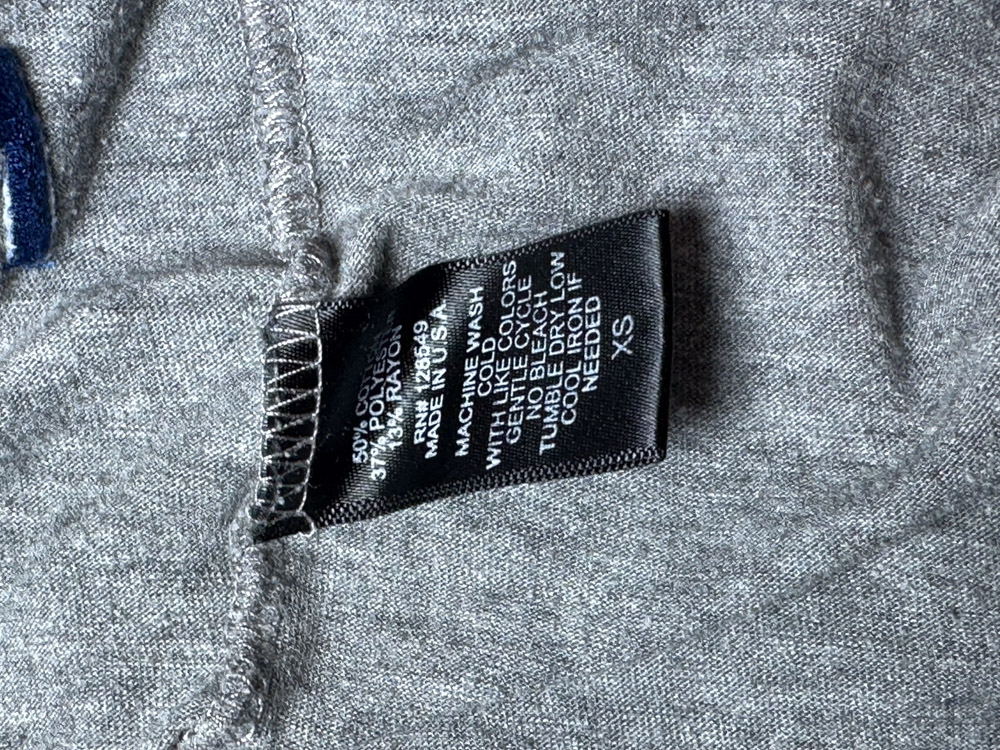 50% COTTON
37% POLYESTER
13% RAYON
RN# 126549
MADE IN U.S.A.
MACHINE WASH
COLD
WITH LIKE COLORS
GENTLE CYCLE
NO BLEACH
TUMBLE DRY LOW
COOL IRON IF
NEEDED
XS